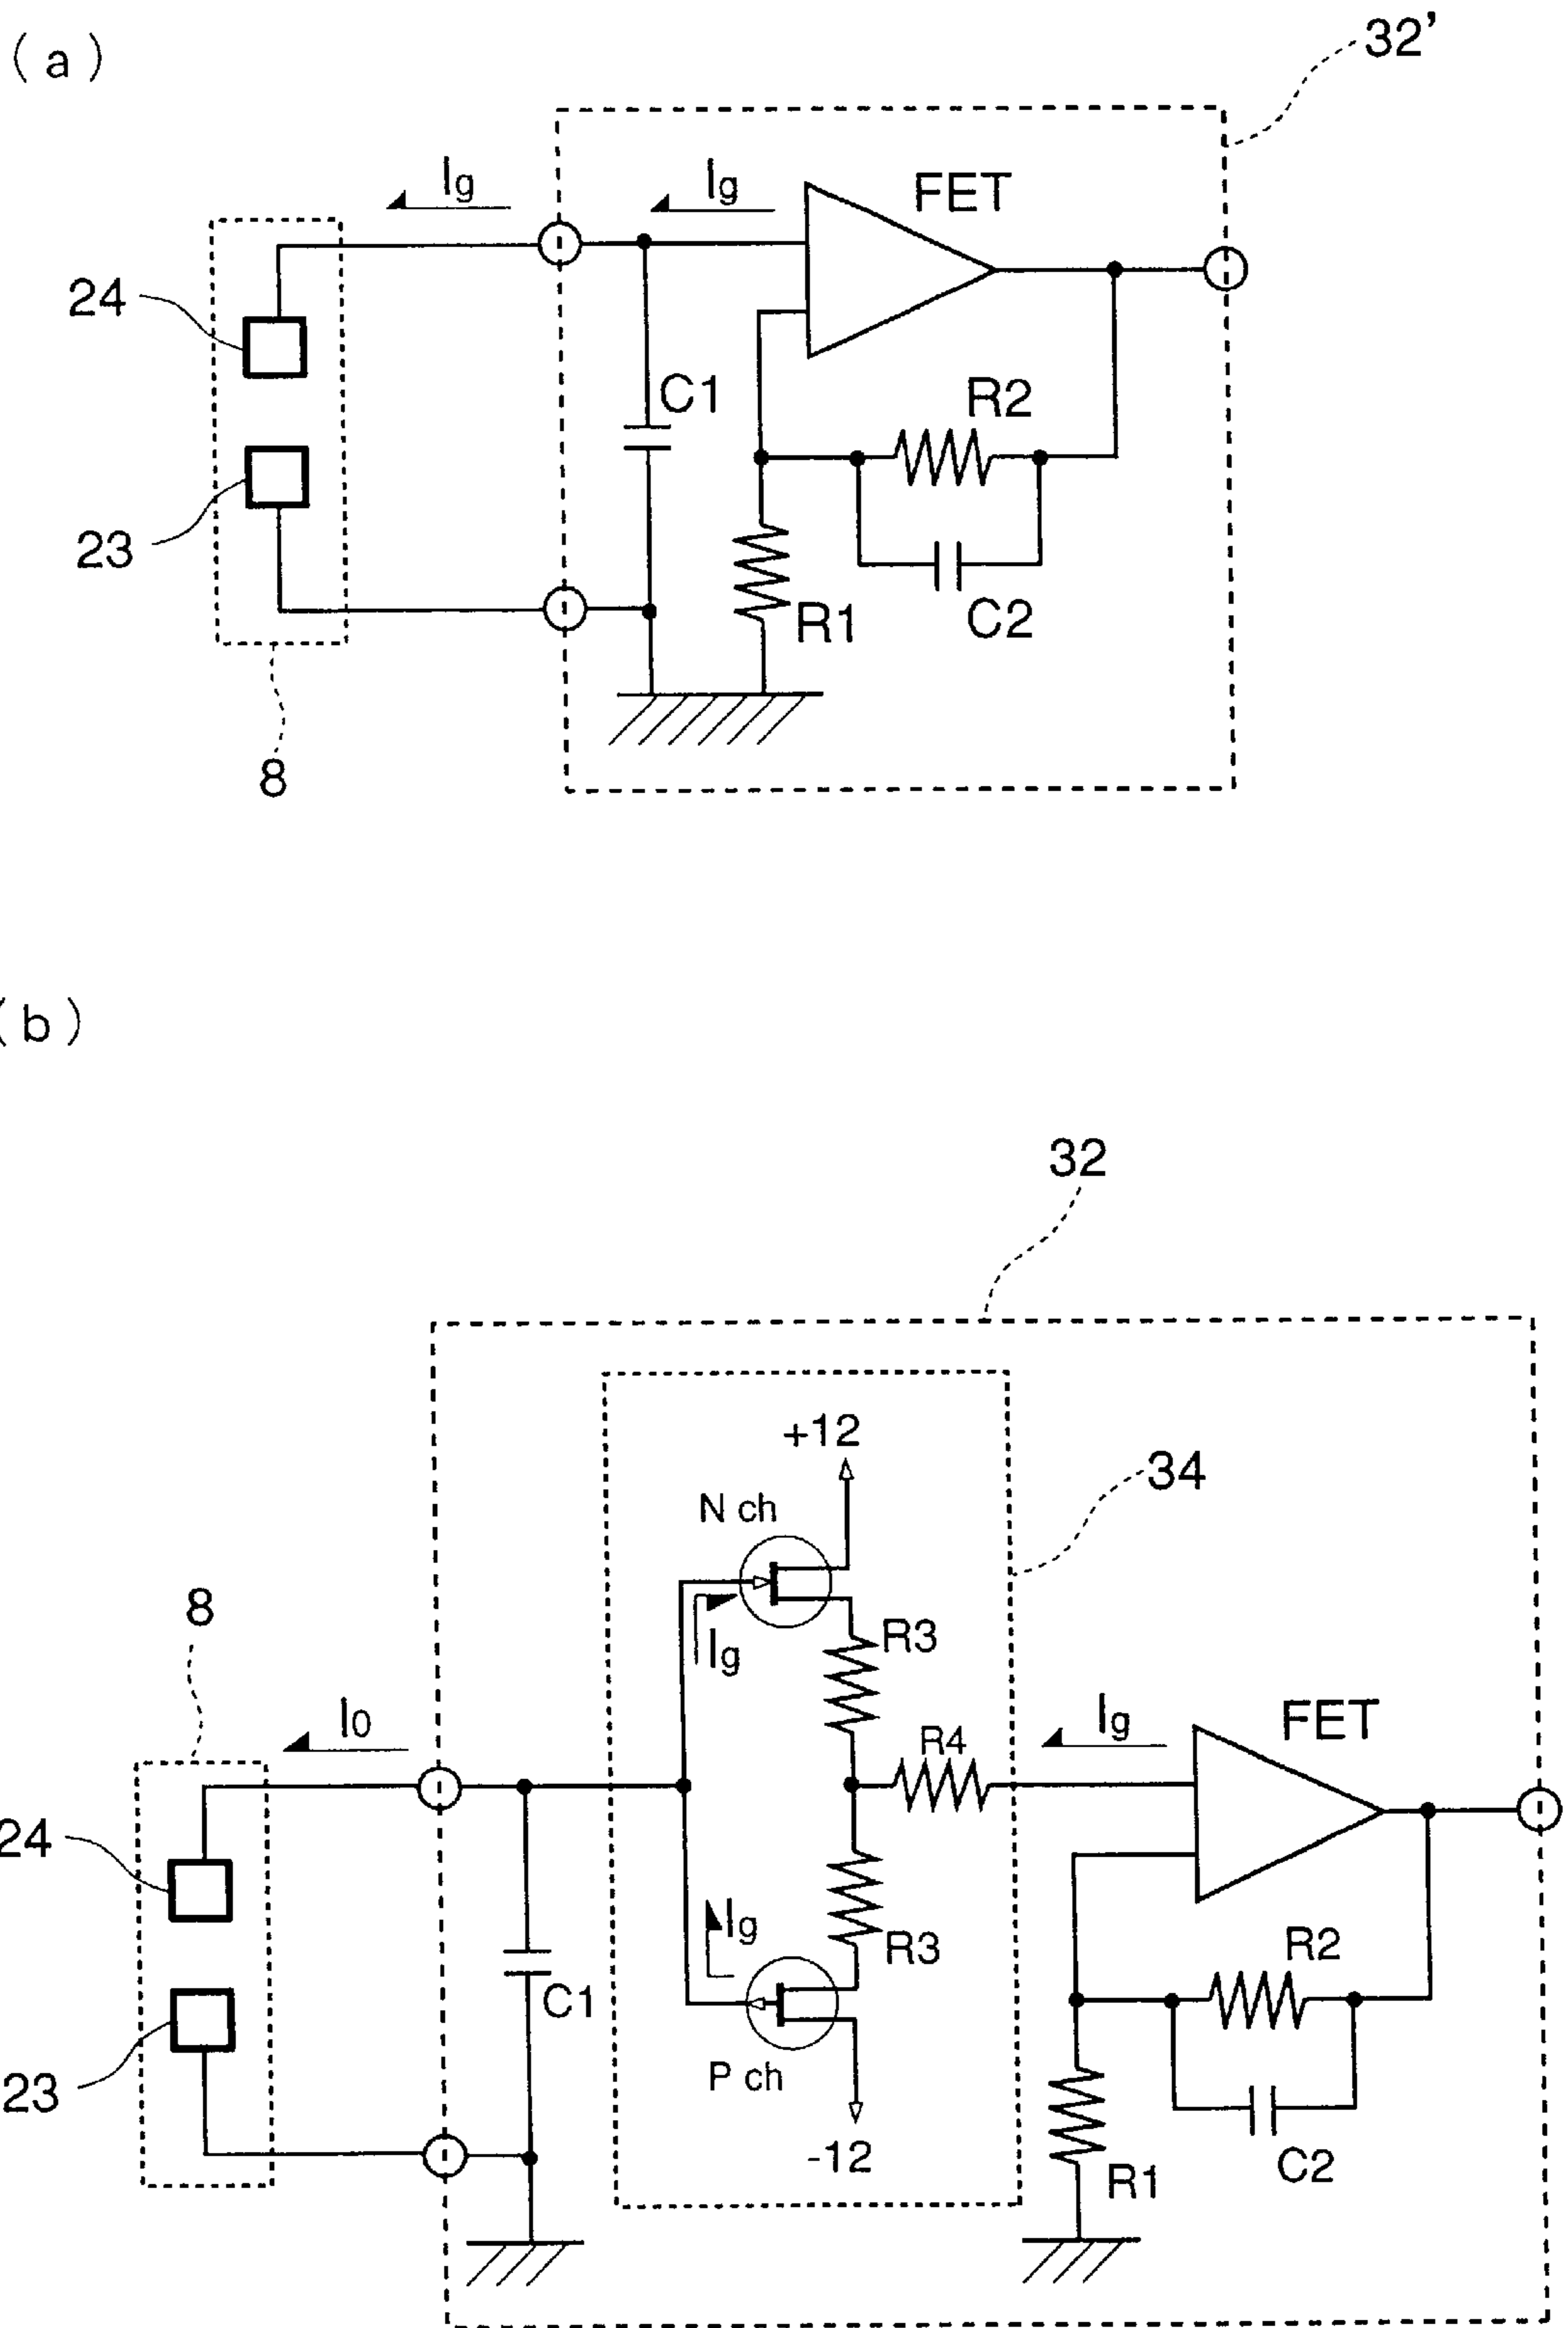 (a)
32'
Ig
Ig
FET
24
C1
R2
23
R1
C2
8
(b)
32
+12
34
N ch
8
Ig
R3
I0
R4
Ig
FET
24
Ig
R3
R2
C1
23
P ch
-12
R1
C2